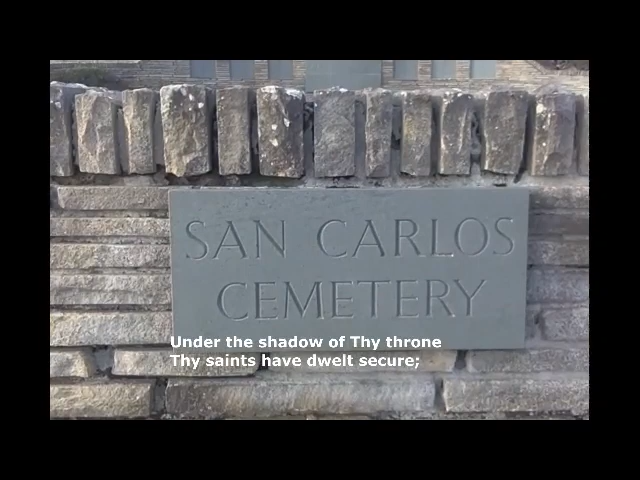 SAN CARLOS
CEMETERY
Under the shadow of Thy throne
Thy saints have dwelt secure;